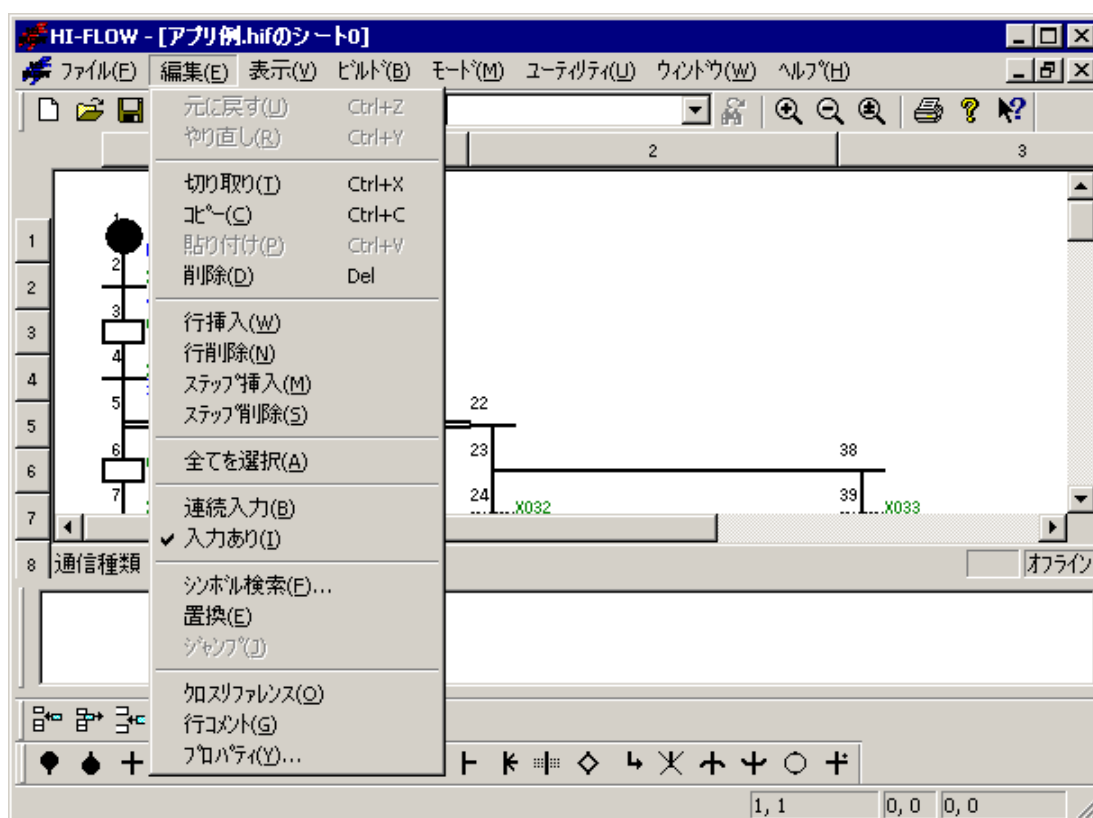 HI-FLOW - [アプリ例.hifのシート0]
ﾌｧｲﾙ(F) 編集(E) 表示(V) ﾋﾞﾙﾄﾞ(B) ﾓｰﾄﾞ(M) ﾕｰﾃｨﾘﾃｨ(U) ｳｨﾝﾄﾞｳ(W) ﾍﾙﾌﾟ(H)
元に戻す(U) Ctrl+Z
やり直し(R) Ctrl+Y
切り取り(T) Ctrl+X
ｺﾋﾟｰ(C) Ctrl+C
貼り付け(P) Ctrl+V
削除(D) Del
行挿入(W)
行削除(N)
ｽﾃｯﾌﾟ挿入(M)
ｽﾃｯﾌﾟ削除(S)
全てを選択(A)
連続入力(B)
入力あり(I)
ｼﾝﾎﾞﾙ検索(F)...
置換(E)
ｼﾞｬﾝﾌﾟ(J)
ｸﾛｽﾘﾌｧﾚﾝｽ(O)
行ｺﾒﾝﾄ(G)
ﾌﾟﾛﾊﾟﾃｨ(Y)...
2 3
1
2
3
4
5
6
7
8
1
2
3
4
5
6
7
22
23
24 X032
38
39 X033
通信種類
ｵﾌﾗｲﾝ
1, 1 0, 0 0, 0